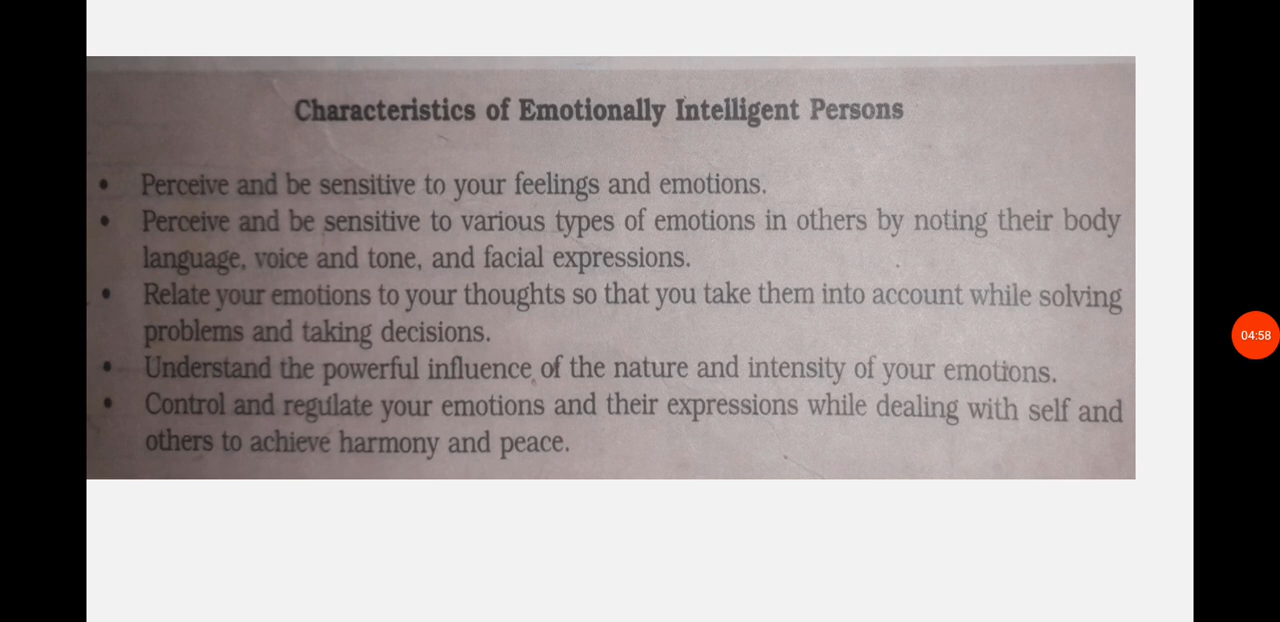 Characteristics of Emotionally Intelligent Persons
• Perceive and be sensitive to your feelings and emotions.
• Perceive and be sensitive to various types of emotions in others by noting their body
language, voice and tone, and facial expressions.
• Relate your emotions to your thoughts so that you take them into account while solving
problems and taking decisions.
• Understand the powerful influence of the nature and intensity of your emotions.
• Control and regulate your emotions and their expressions while dealing with self and
others to achieve harmony and peace.
04:58